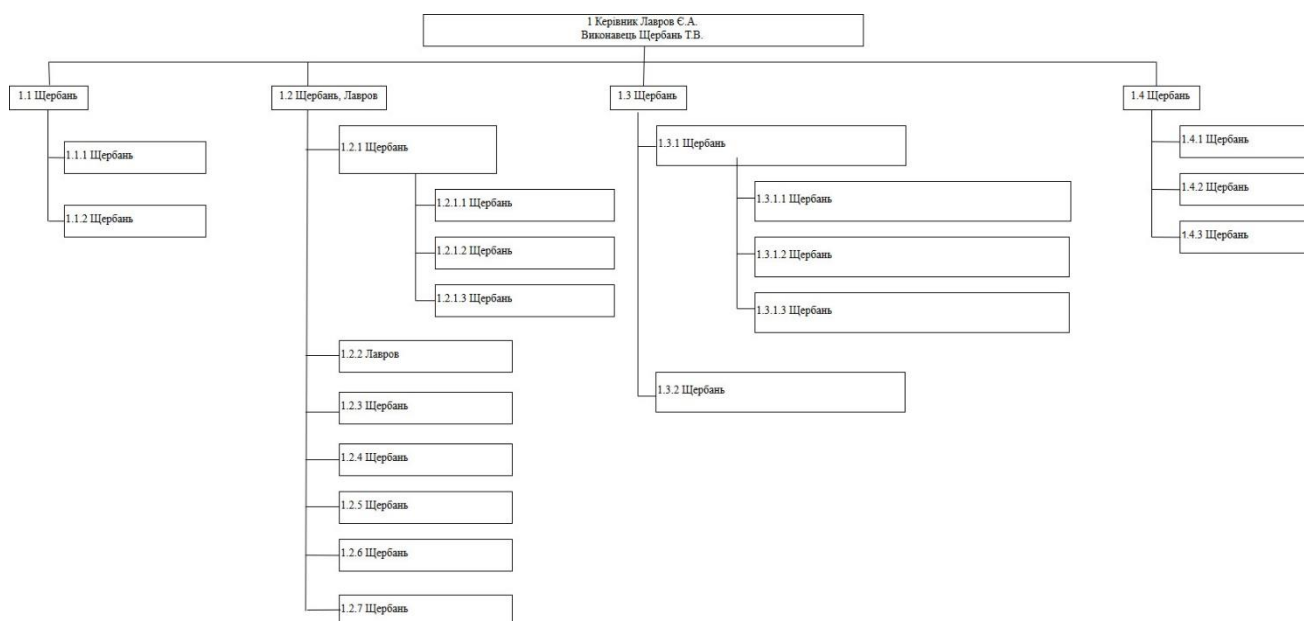 1 Керівник Лавров Є.А.
Виконавець Щербань Т.В.
1.1 Щербань
1.2 Щербань, Лавров
1.3 Щербань
1.4 Щербань
1.1.1 Щербань
1.1.2 Щербань
1.2.1 Щербань
1.2.1.1 Щербань
1.2.1.2 Щербань
1.2.1.3 Щербань
1.2.2 Лавров
1.2.3 Щербань
1.2.4 Щербань
1.2.5 Щербань
1.2.6 Щербань
1.2.7 Щербань
1.3.1 Щербань
1.3.1.1 Щербань
1.3.1.2 Щербань
1.3.1.3 Щербань
1.3.2 Щербань
1.4.1 Щербань
1.4.2 Щербань
1.4.3 Щербань